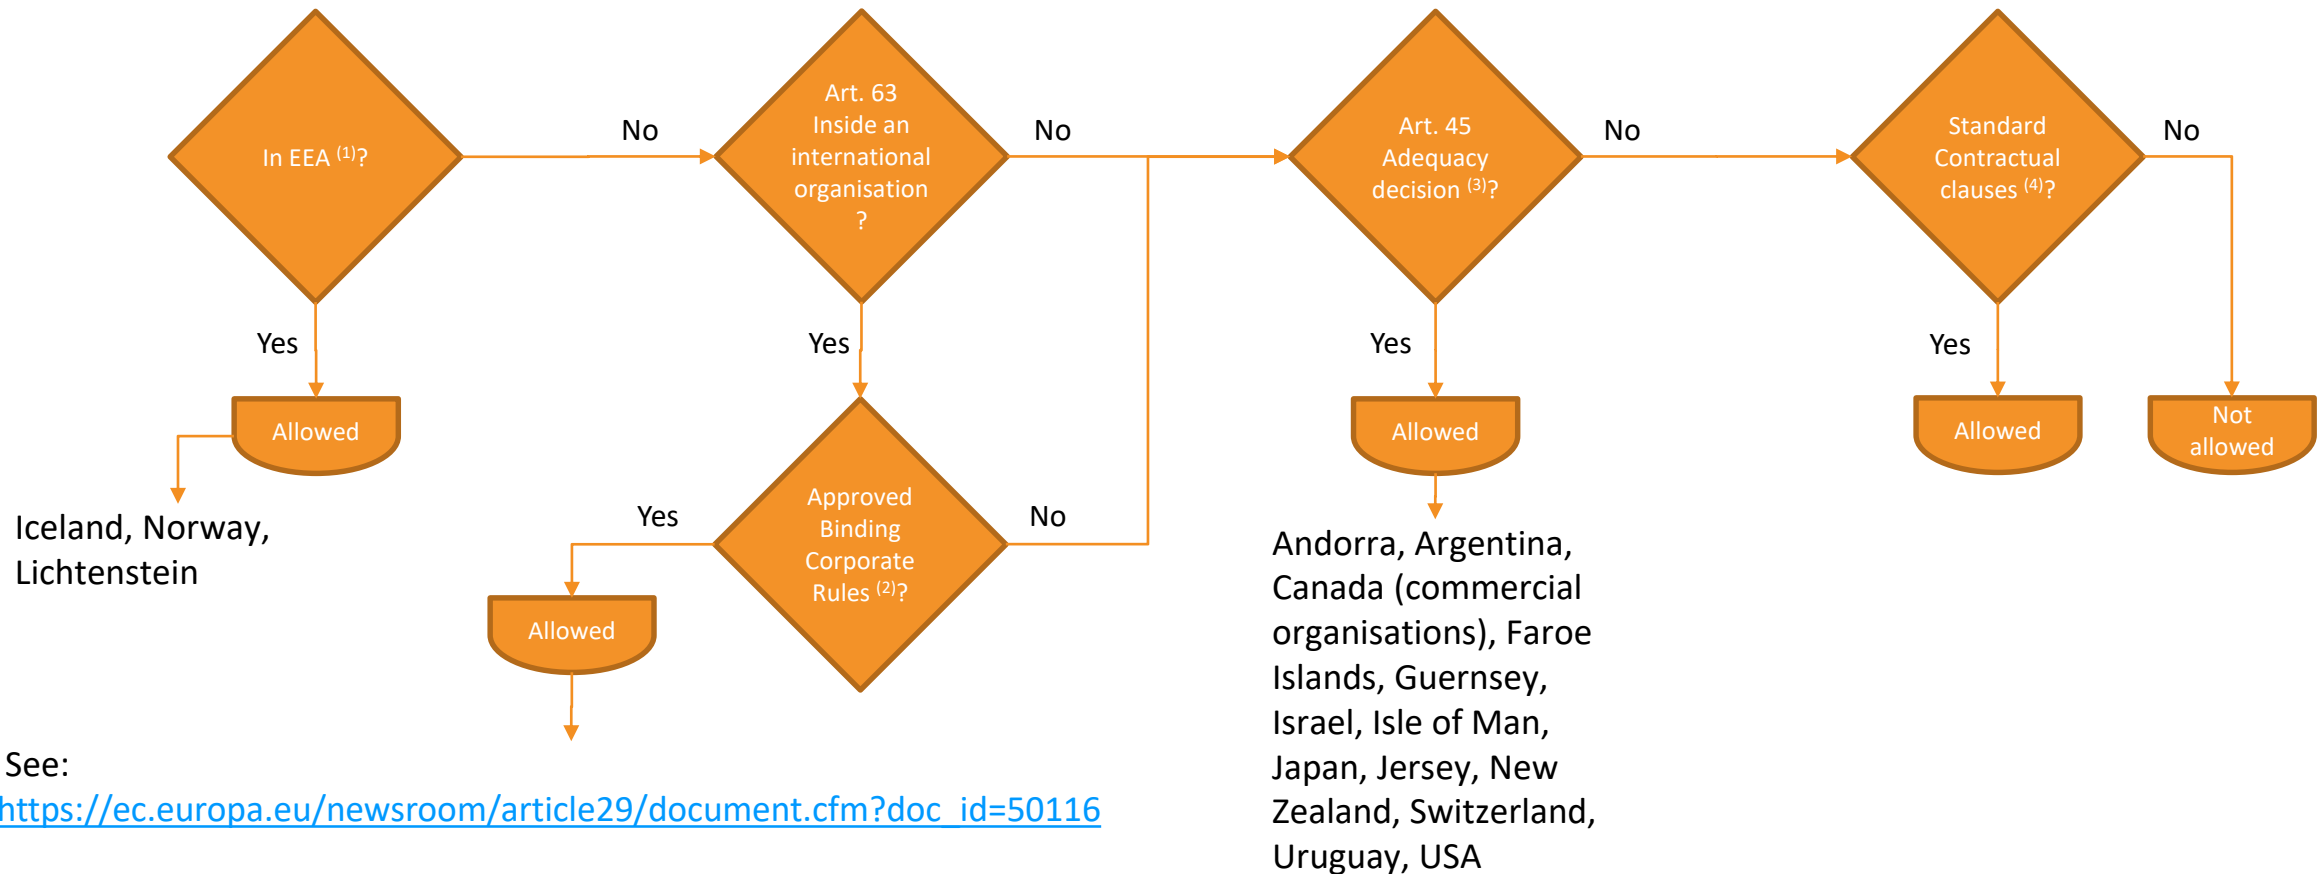 In EEA (1)?
No
Art. 63
Inside an
international
organisation
?
No
Art. 45
Adequacy
decision (3)?
No
Standard
Contractual
clauses (4)?
No
Yes
Yes
Yes
Yes
Allowed
Allowed
Allowed
Not
allowed
Iceland, Norway,
Lichtenstein
Yes
Approved
Binding
Corporate
Rules (2)?
No
Allowed
Andorra, Argentina,
Canada (commercial
organisations), Faroe
Islands, Guernsey,
Israel, Isle of Man,
Japan, Jersey, New
Zealand, Switzerland,
Uruguay, USA
See:
https://ec.europa.eu/newsroom/article29/document.cfm?doc_id=50116